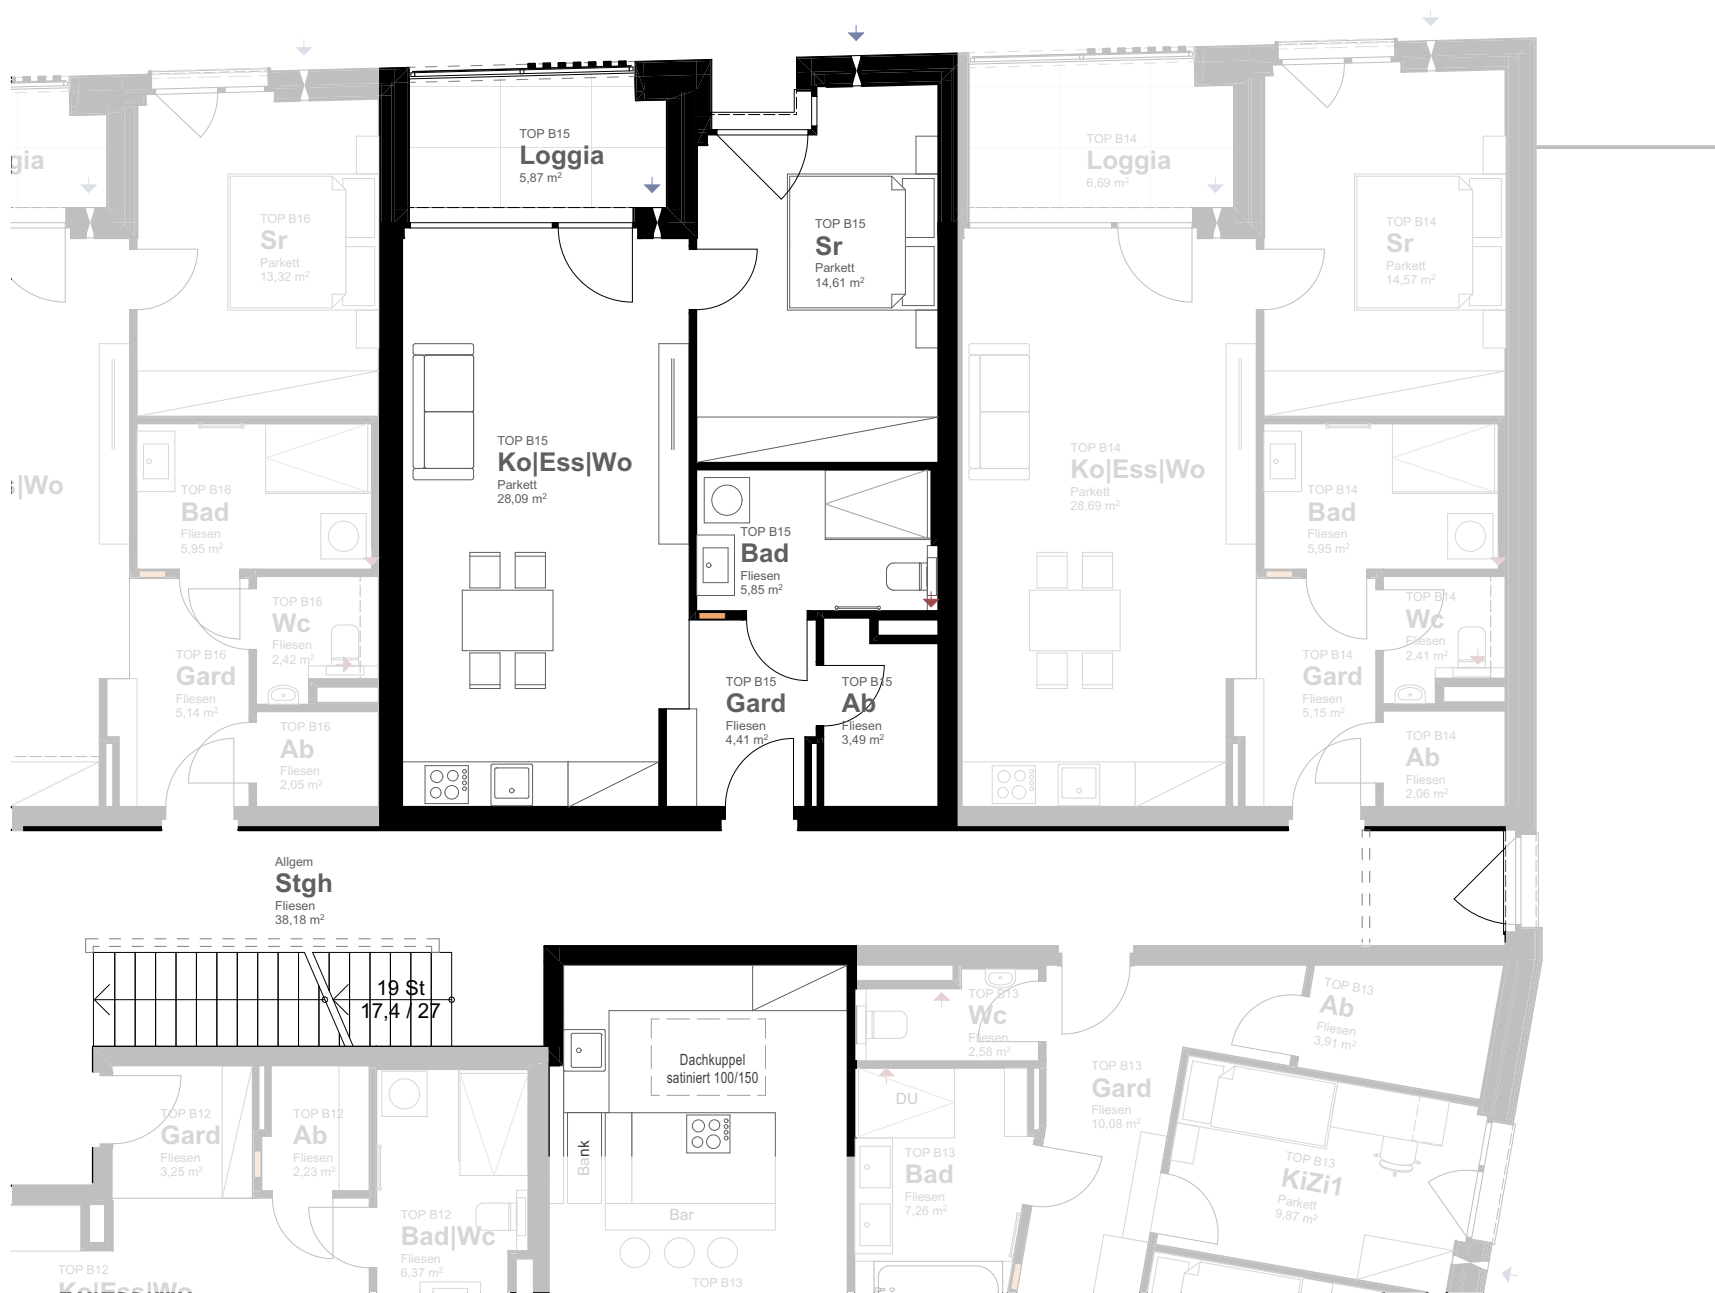 TOP B15
Loggia
5,87 m²
TOP B14
Loggia
6,69 m²
gia
TOP B16
Sr
Parkett
13,32 m²
TOP B15
Sr
Parkett
14,61 m²
TOP B14
Sr
Parkett
14,57 m²
|Wo
TOP B15
Ko|Ess|Wo
Parkett
28,09 m²
TOP B14
Ko|Ess|Wo
Parkett
28,69 m²
TOP B16
Bad
Fliesen
5,95 m²
TOP B15
Bad
Fliesen
5,85 m²
TOP B14
Bad
Fliesen
5,95 m²
TOP B16
Wc
Fliesen
2,42 m²
TOP B14
Wc
Fliesen
2,41 m²
TOP B16
Gard
Fliesen
5,14 m²
TOP B15
Gard
Fliesen
4,41 m²
TOP B15
Ab
Fliesen
3,49 m²
TOP B14
Gard
Fliesen
5,15 m²
TOP B16
Ab
Fliesen
2,05 m²
TOP B14
Ab
Fliesen
2,06 m²
Allgem
Stgh
Fliesen
38,18 m²
19 St
17,4 / 27
TOP B13
Wc
Fliesen
2,58 m²
TOP B13
Ab
Fliesen
3,91 m²
Dachkuppel
satiniert 100/150
DU
TOP B13
Gard
Fliesen
10,08 m²
TOP B12
Gard
Fliesen
3,25 m²
TOP B12
Ab
Fliesen
2,23 m²
Bank
TOP B13
Bad
Fliesen
7,26 m²
TOP B13
KiZi1
Parkett
9,87 m²
TOP B12
Bad|Wc
Fliesen
6,37 m²
Bar
TOP B12
Ko|Ess|Wo
TOP B13